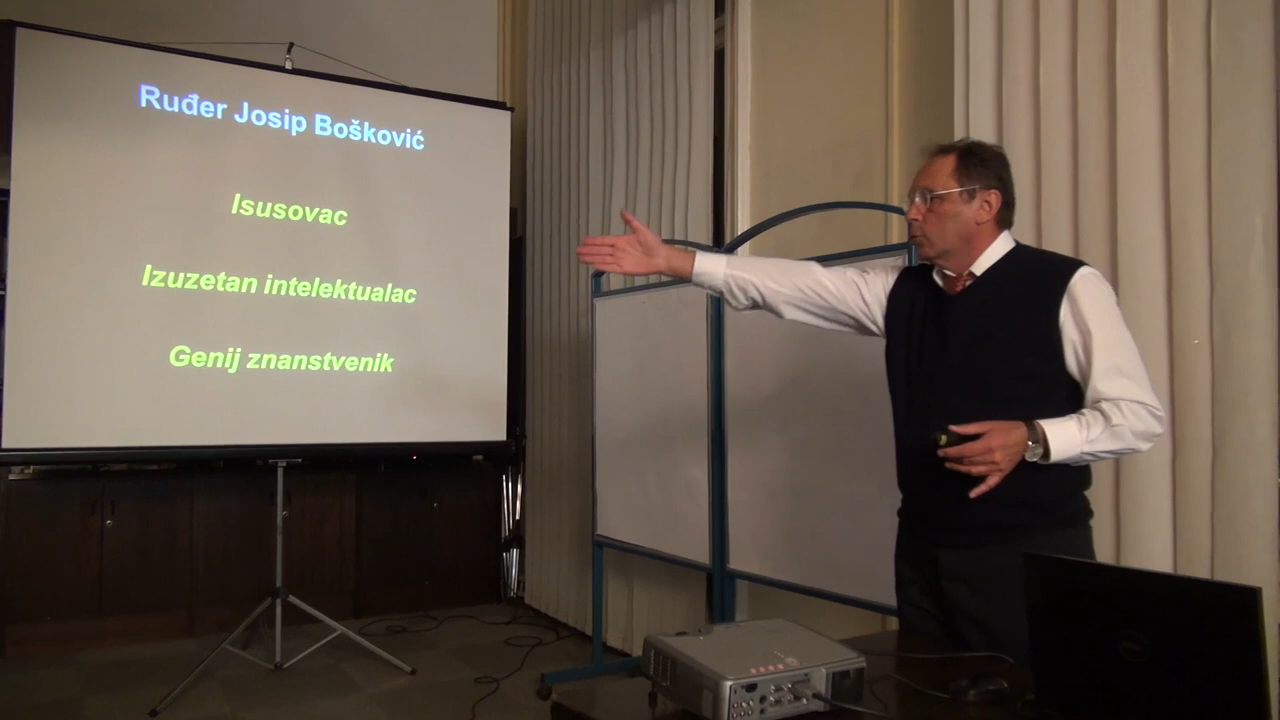 Ruđer Josip Bošković
Isusovac
Izuzetan intelektualac
Genij znanstvenik